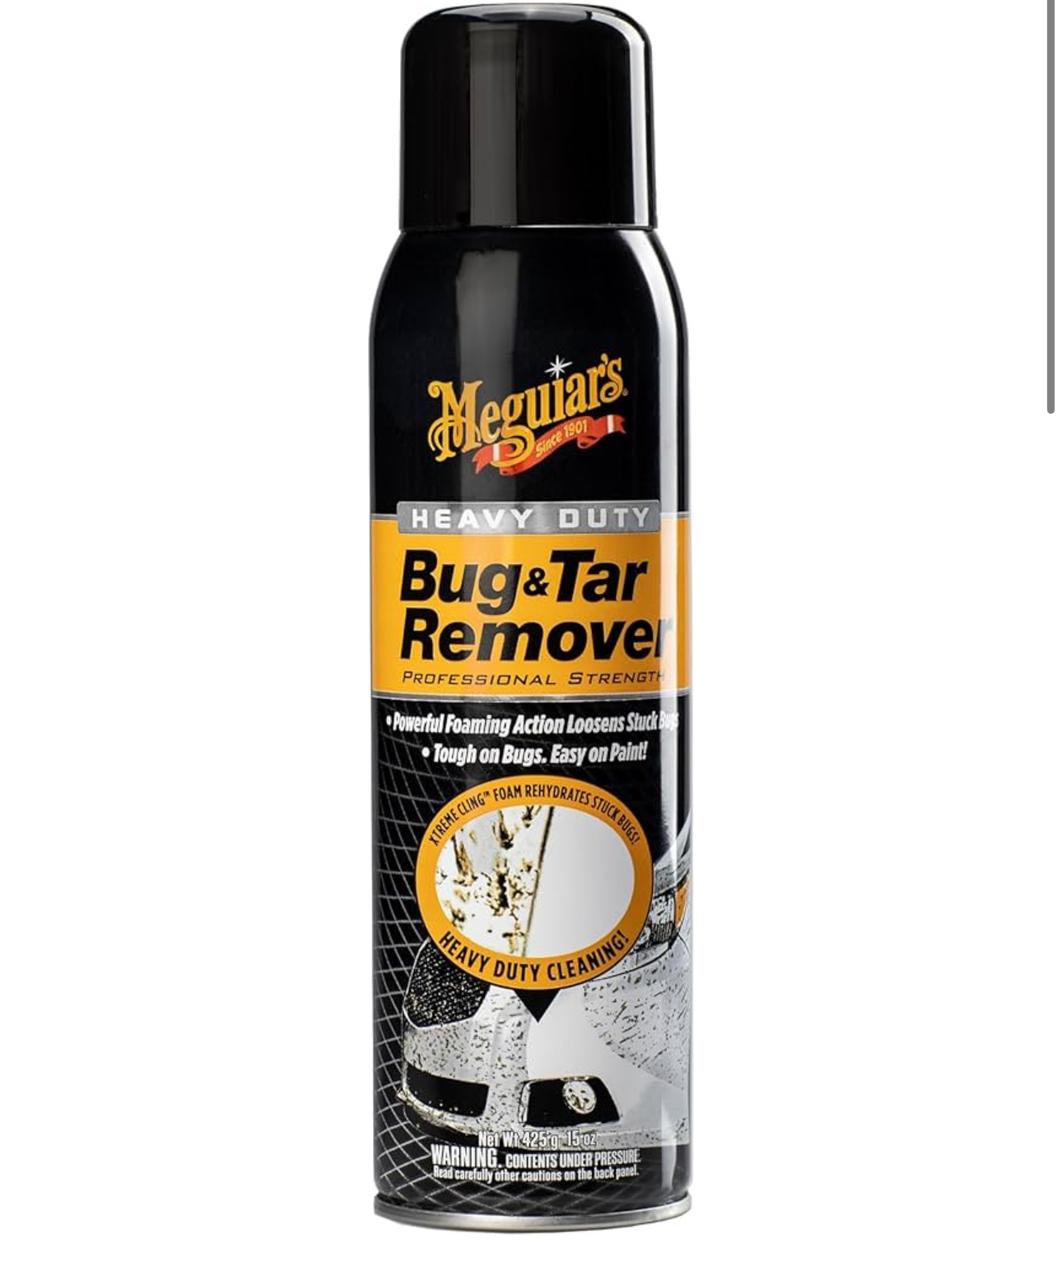 Meguiar's
Since 1901
HEAVY DUTY
Bug & Tar
Remover
PROFESSIONAL STRENGTH
• Powerful Foaming Action Loosens Stuck Bugs
• Tough on Bugs. Easy on Paint!
XTREME CLING™ FOAM REHYDRATES STUCK BUGS!
HEAVY DUTY CLEANING!
Net Wt 425 g 15 oz
WARNING. CONTENTS UNDER PRESSURE.
Read carefully other cautions on the back panel.